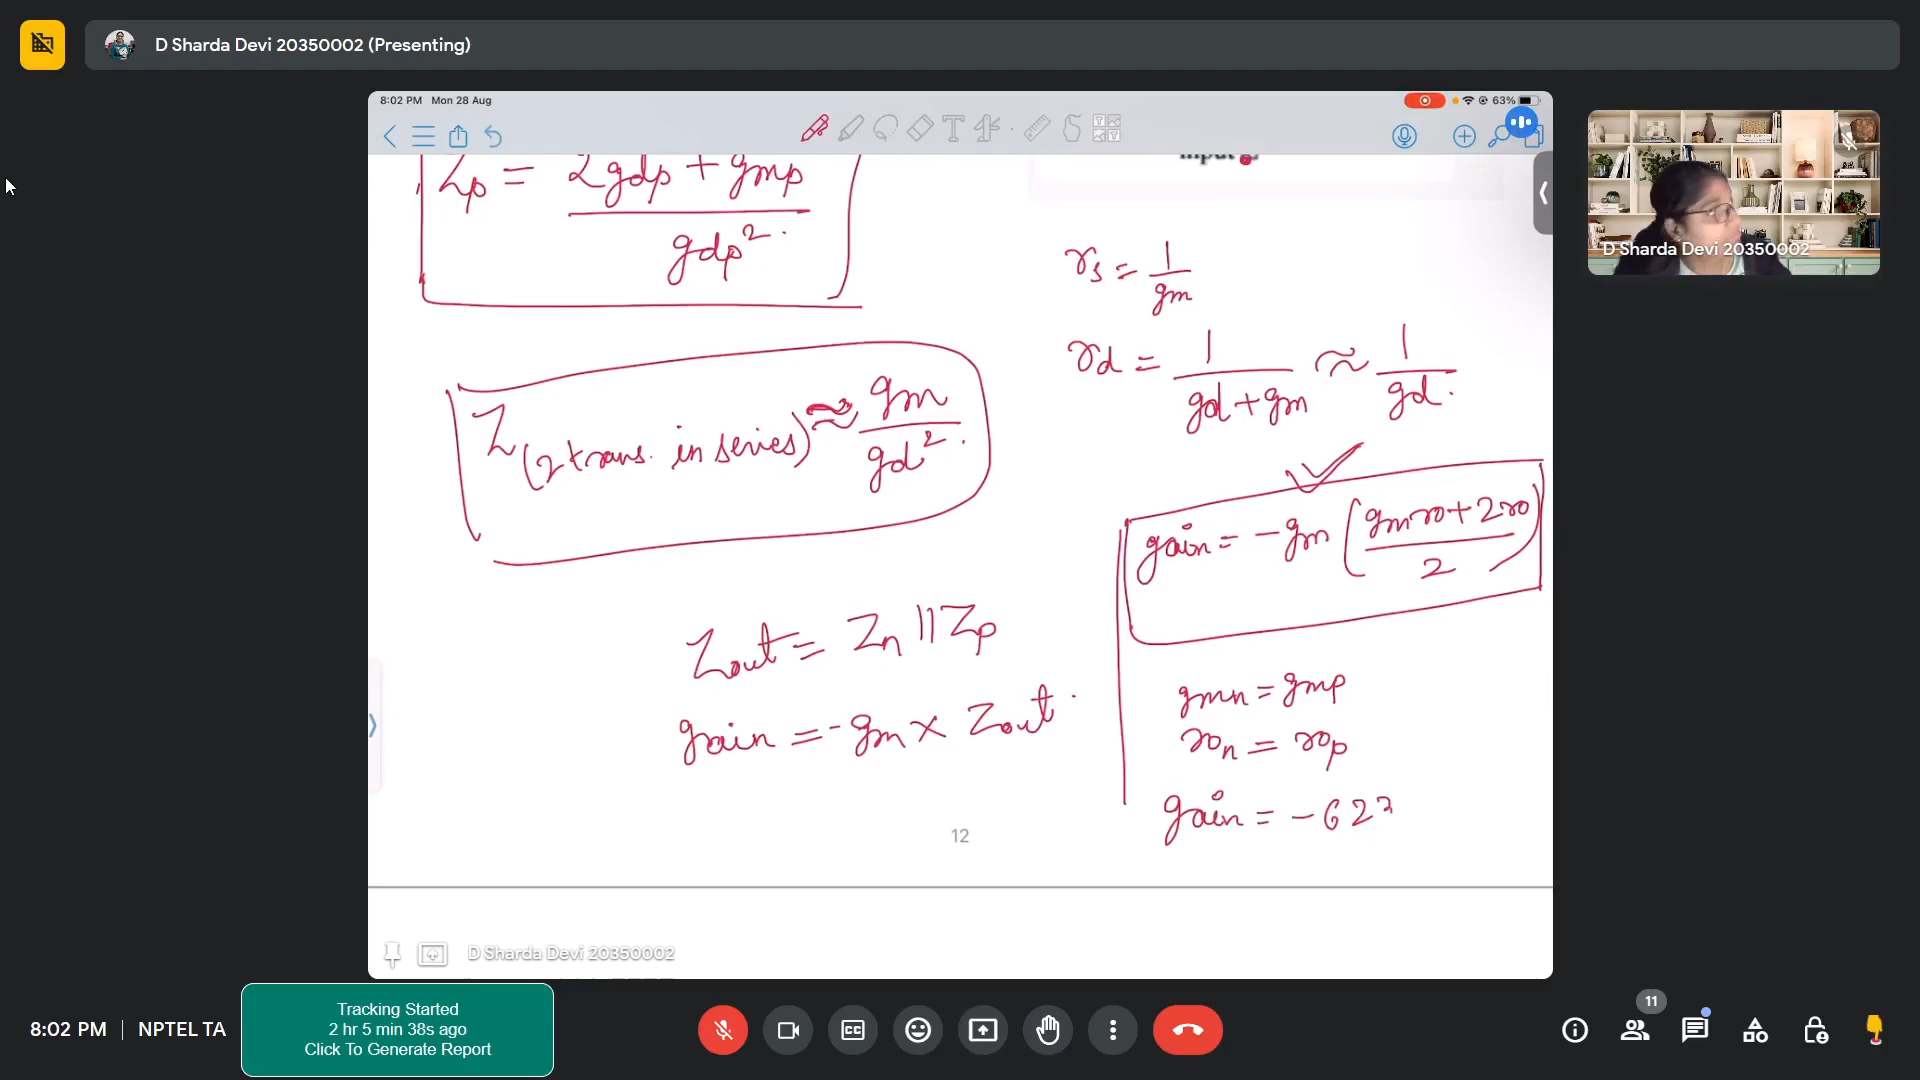 D Sharda Devi 20350002 (Presenting)
8:02 PM Mon 28 Aug
63%
Zp = 2gdp + gmp / gdp²
input
rs = 1 / gm
rd = 1 / gd + gm ≈ 1 / gd
Z(2 trans. in series) ≈ gm / gd²
gain = -gm (gmro + 2ro / 2)
Zout = Zn || Zp
gain = -gm x Zout
gmn = gmp
ron = rop
gain = -62
12
D Sharda Devi 20350002
D Sharda Devi 20350002
8:02 PM | NPTEL TA
Tracking Started
2 hr 5 min 38s ago
Click To Generate Report
CC
11